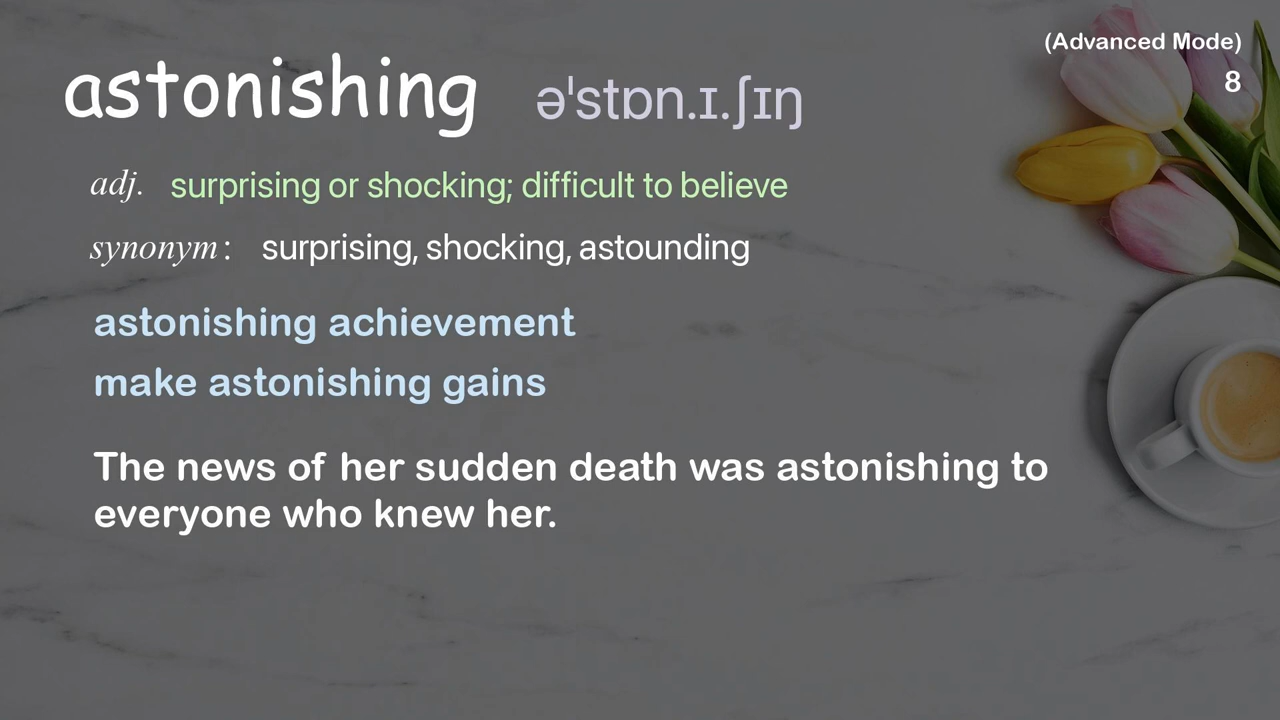 (Advanced Mode)
8
astonishing əˈstɒn.ɪ.ʃɪŋ
adj. surprising or shocking; difficult to believe
synonym: surprising, shocking, astounding
astonishing achievement
make astonishing gains
The news of her sudden death was astonishing to
everyone who knew her.